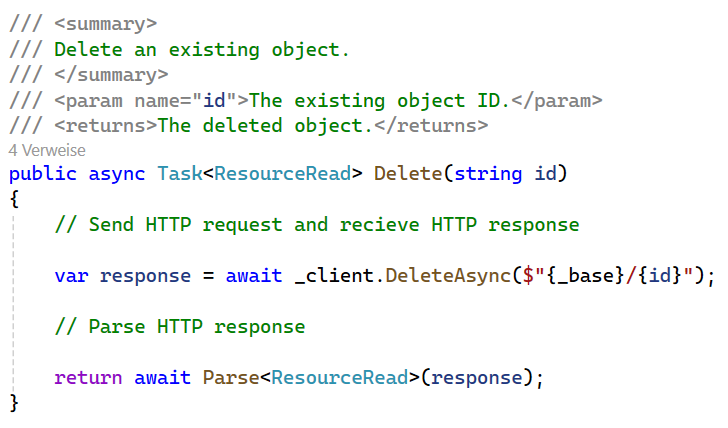 /// <summary>
/// Delete an existing object.
/// </summary>
/// <param name="id">The existing object ID.</param>
/// <returns>The deleted object.</returns>
4 Verweise
public async Task<ResourceRead> Delete(string id)
{
// Send HTTP request and recieve HTTP response
var response = await _client.DeleteAsync($"{_base}/{id}");
// Parse HTTP response
return await Parse<ResourceRead>(response);
}